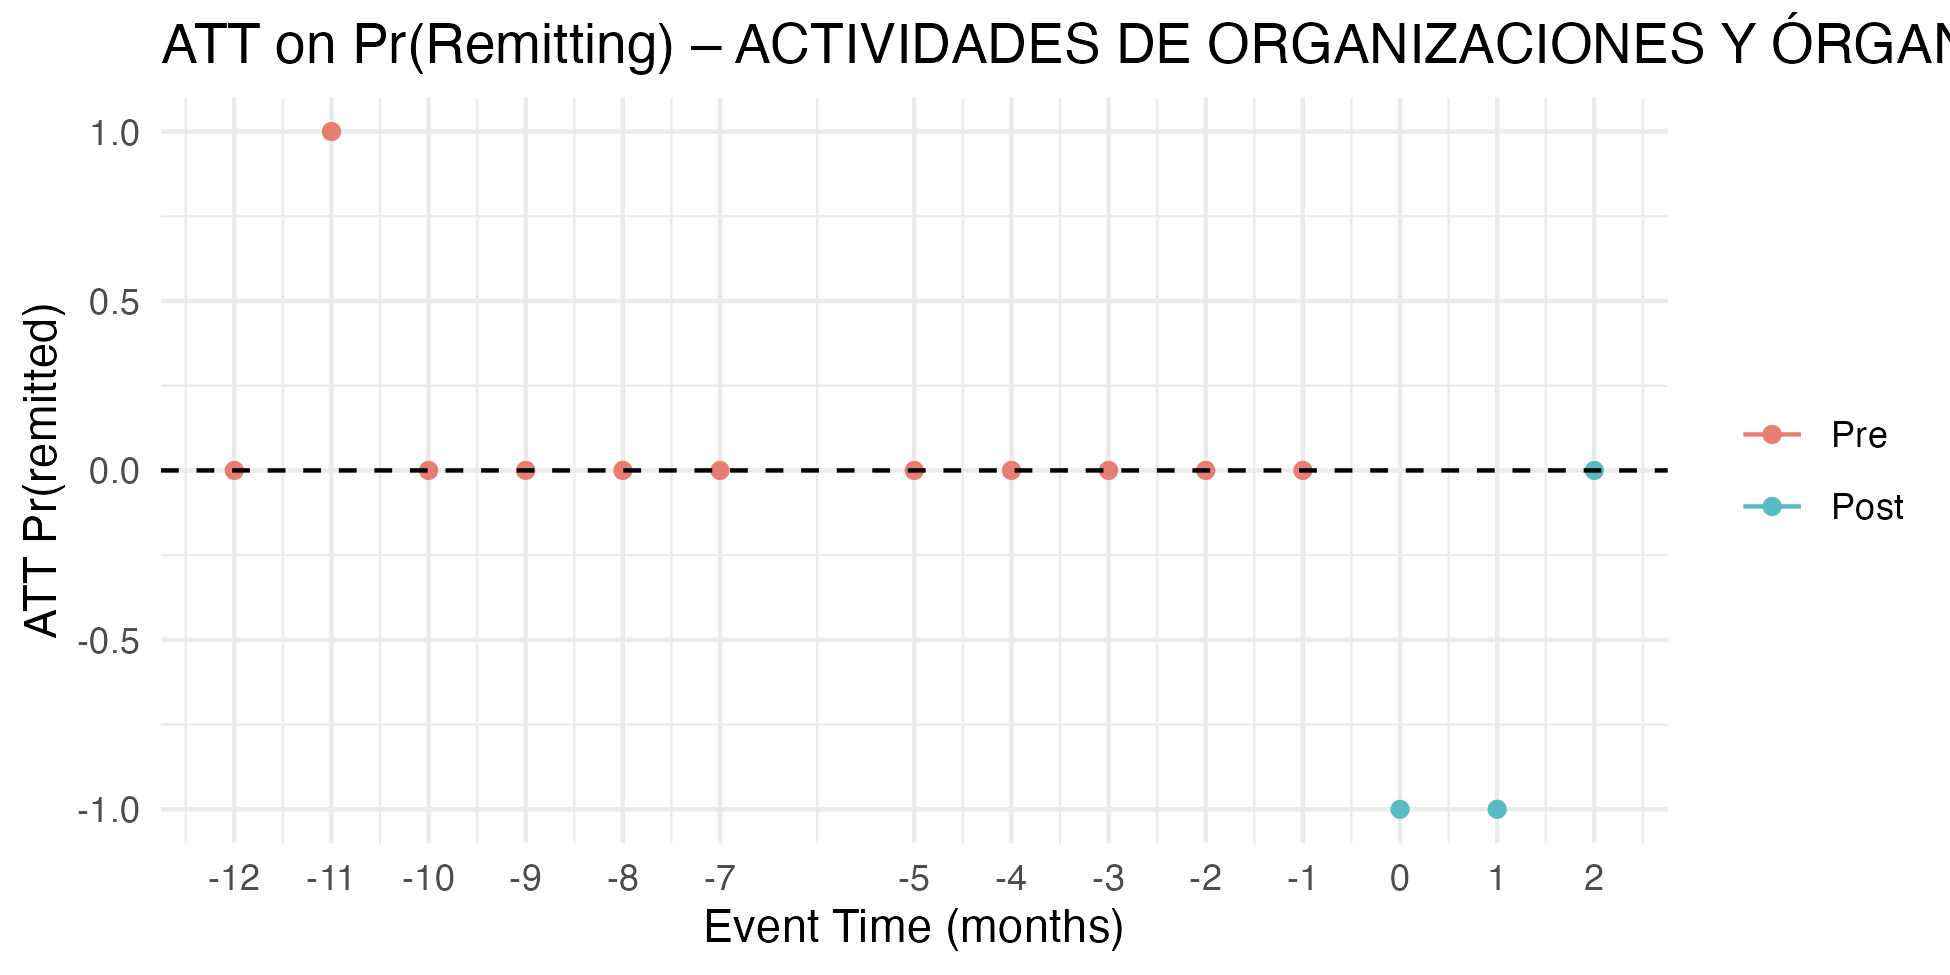 ATT on Pr(Remitting) – ACTIVIDADES DE ORGANIZACIONES Y ÓRGAN
ATT Pr(remitted)
1.0
0.5
0.0
-0.5
-1.0
-12 -11 -10 -9 -8 -7 -5 -4 -3 -2 -1 0 1 2
Event Time (months)
Pre
Post